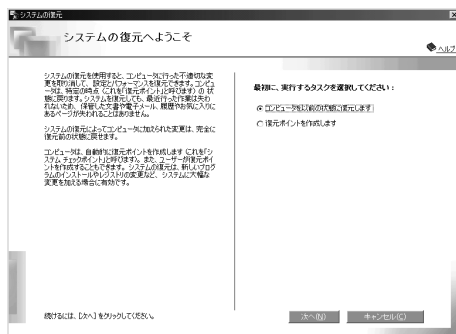 システムの復元
システムの復元へようこそ
ヘルプ
システムの復元を使用すると、コンピュータに行った不適切な変
更を取り消して、設定とパフォーマンスを復元できます。コンピュ
ータは、特定の時点 (これを「復元ポイント」と呼びます) の 状
態に戻ります。システムを復元しても、最近行った作業は失わ
れないため、保管した文書や電子メール、履歴やお気に入りに
あるページが失われることはありません。
システムの復元によってコンピュータに加えられた変更は、完全に
復元前の状態に戻せます。
コンピュータは、自動的に復元ポイントを作成します (これを「シ
ステム チェックポイント」と呼びます)。また、ユーザーが復元ポイ
ントを作成することもできます。システムの復元は、新しいプログ
ラムのインストールやレジストリの変更など、システムに大幅な
変更を加える場合に有効です。
最初に、実行するタスクを選択してください:
コンピュータを以前の状態に復元します
復元ポイントを作成します
続けるには、[次へ] をクリックしてください。
次へ(N)
キャンセル(C)